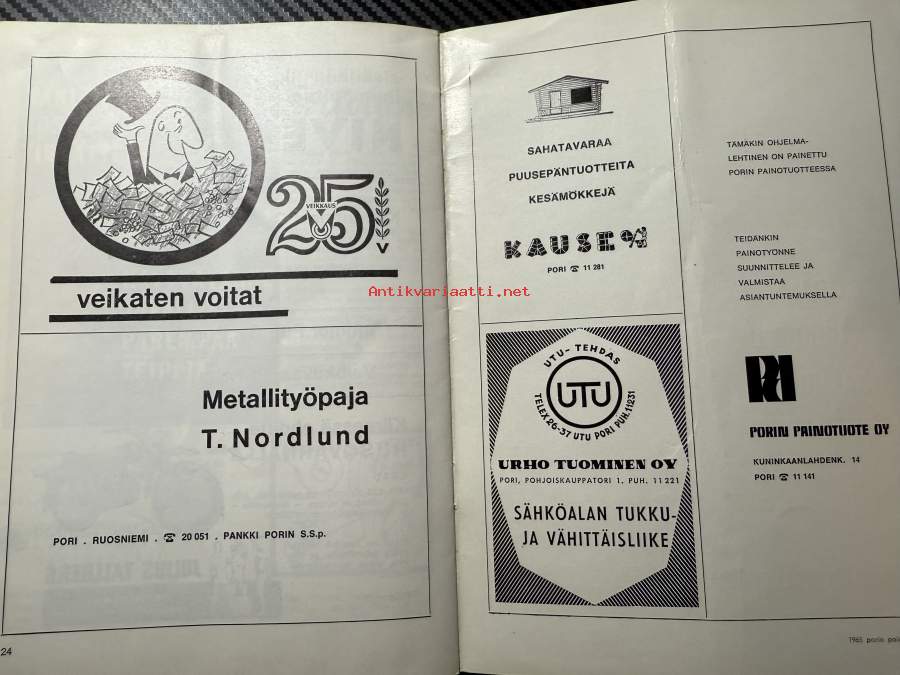 25
VEIKKAUS
V
veikaten voitat
Metallityöpaja
T. Nordlund
PORI . RUOSNIEMI . ☎ 20 051 . PANKKI PORIN S.S.p.
24
SAHATAVARAA
PUUSEPÄNTUOTTEITA
KESÄMÖKKEJÄ
KAUSE
PORI ☎ 11 281
UTU-TEHDAS
UTU
TELEX 26-37 UTU PORI PUH. 11231
URHO TUOMINEN OY
PORI, POHJOISKAUPPATORI 1, PUH. 11 221
SÄHKÖALAN TUKKU-
JA VÄHITTÄISLIIKE
TÄMÄKIN OHJELMA-
LEHTINEN ON PAINETTU
PORIN PAINOTUOTTEESSA
TEIDÄNKIN
PAINOTYÖNNE
SUUNNITTELEE JA
VALMISTAA
ASIANTUNTEMUKSELLA
PORIN PAINOTUOTE OY
KUNINKAANLAHDENK. 14
PORI ☎ 11 141
1965 porin
Antikvariaatti.net